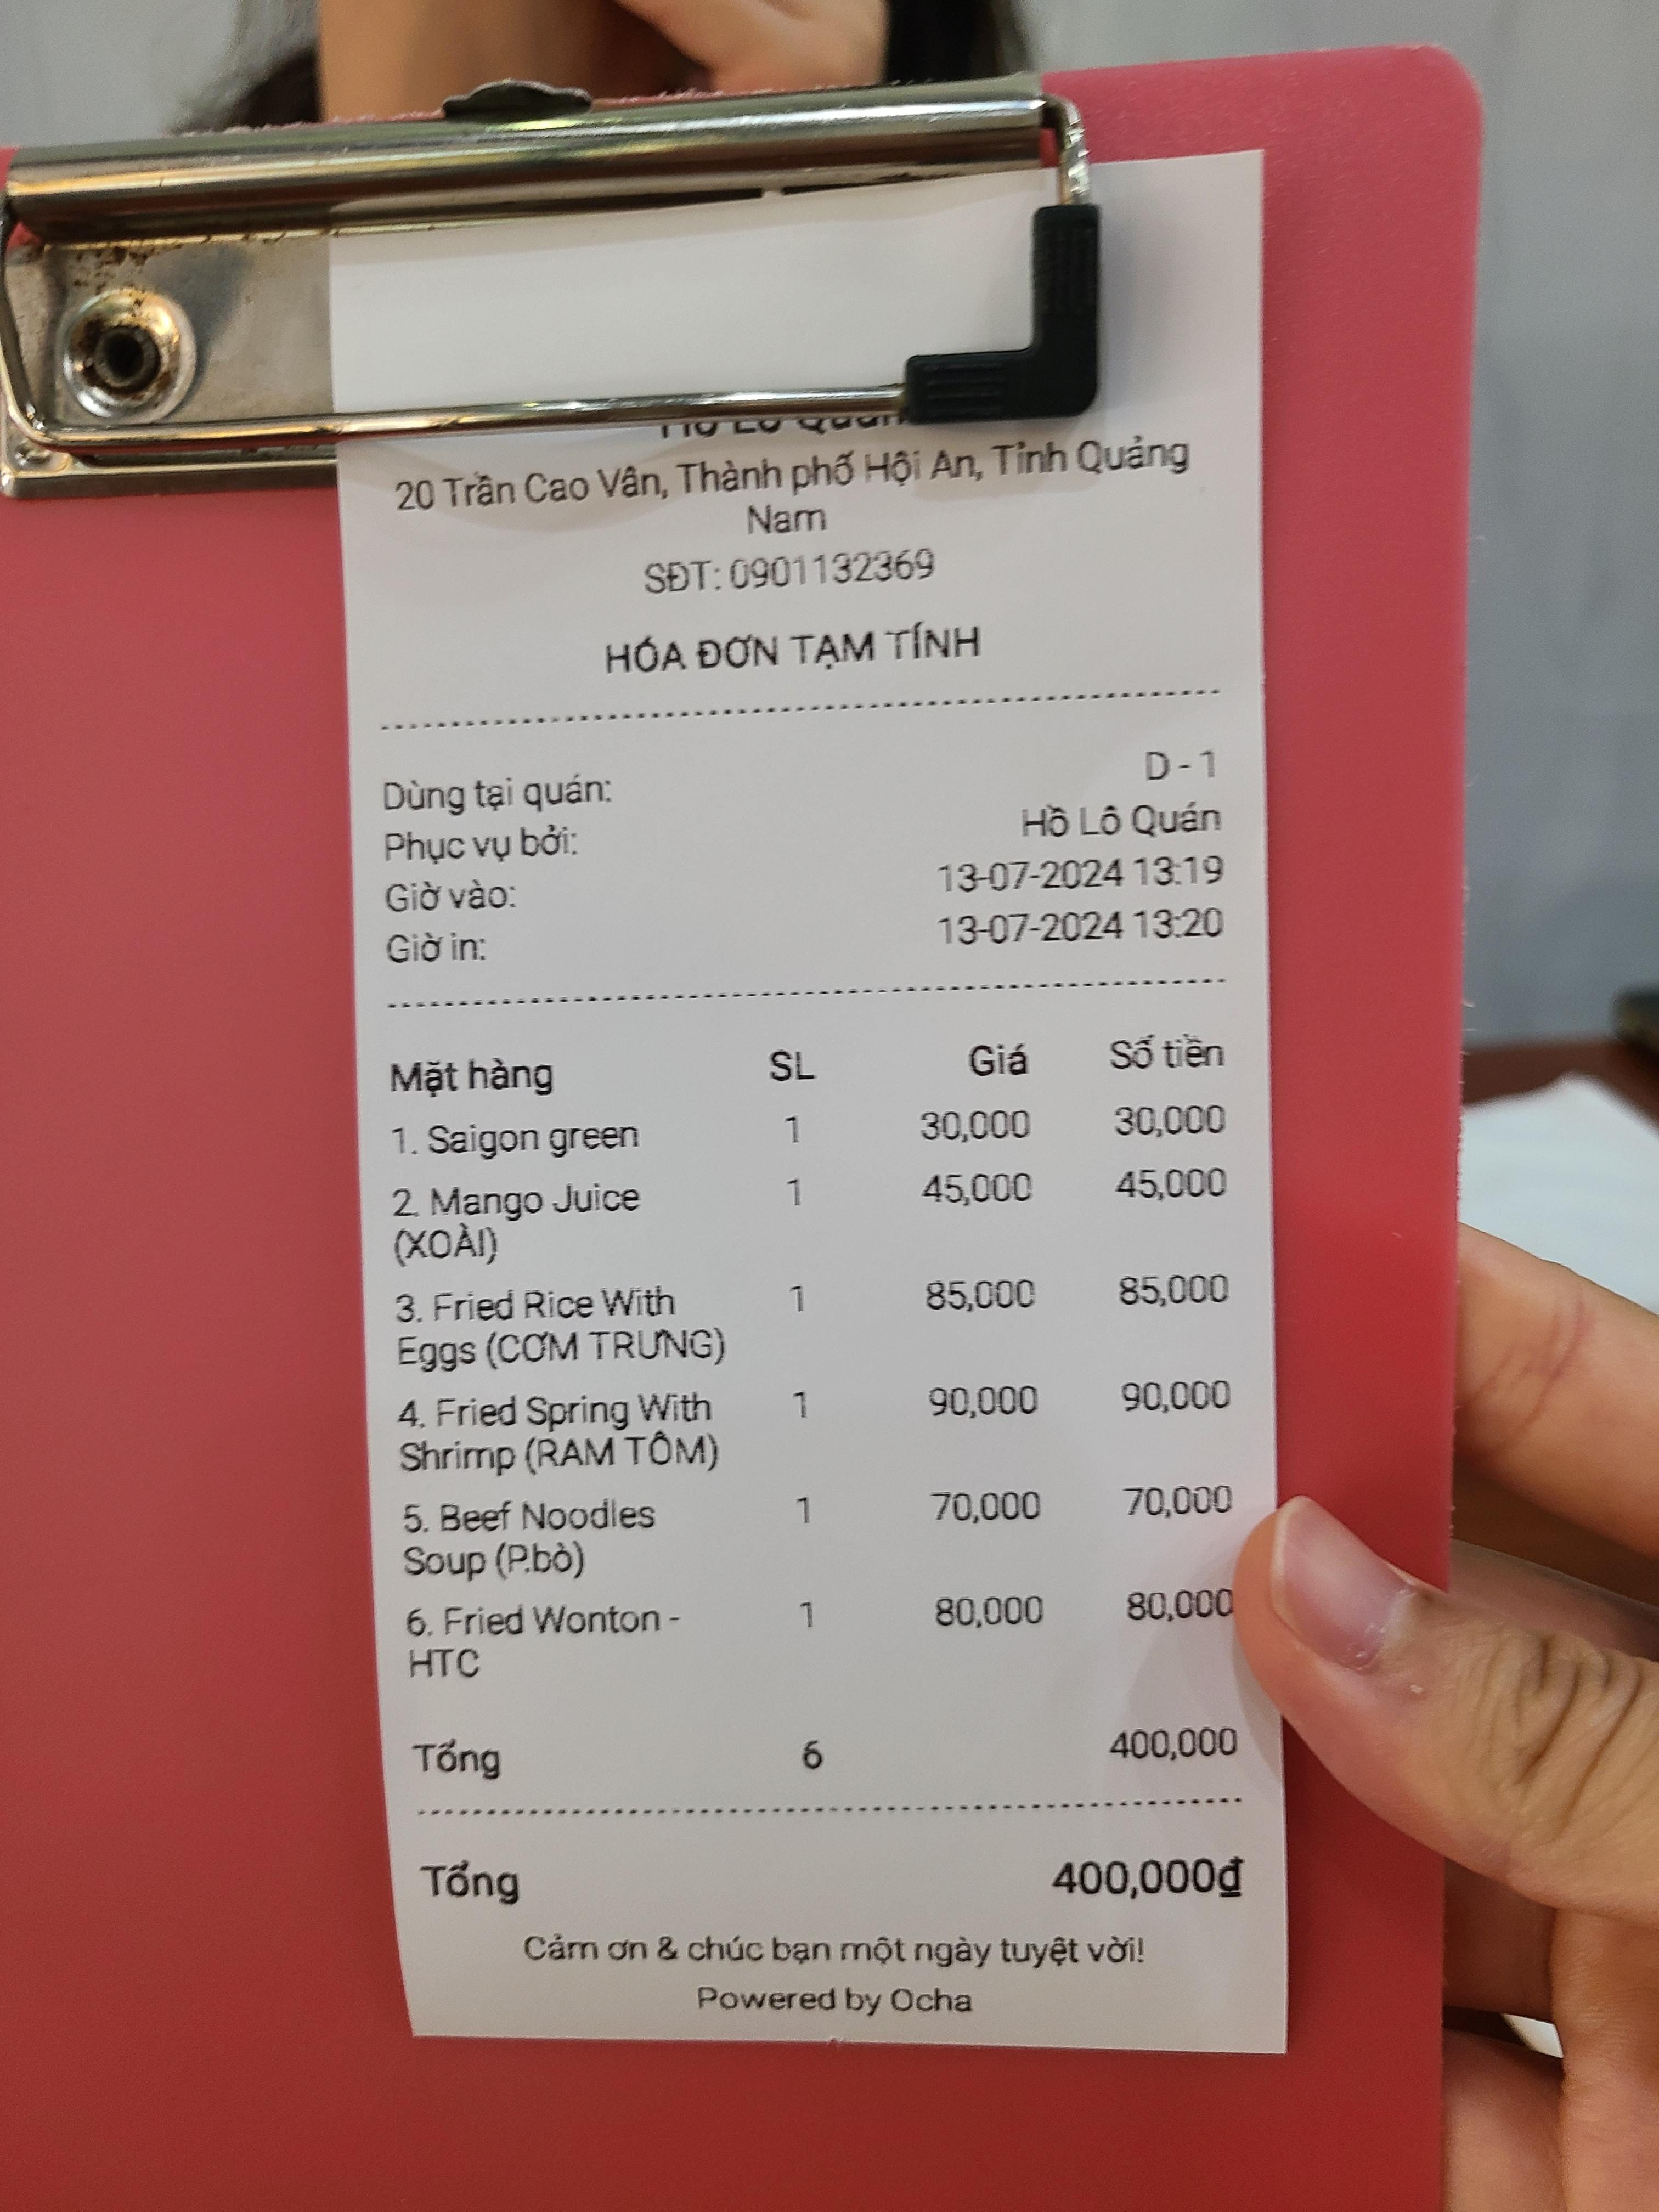 Hồ Lô Quán
20 Trần Cao Vân, Thành phố Hội An, Tỉnh Quảng
Nam
SĐT: 0901132369
HÓA ĐƠN TẠM TÍNH
Dùng tại quán: D - 1
Phục vụ bởi: Hồ Lô Quán
Giờ vào: 13-07-2024 13:19
Giờ in: 13-07-2024 13:20
Mặt hàng SL Giá Số tiền
1. Saigon green 1 30,000 30,000
2. Mango Juice 1 45,000 45,000
(XOÀI)
3. Fried Rice With 1 85,000 85,000
Eggs (CƠM TRƯNG)
4. Fried Spring With 1 90,000 90,000
Shrimp (RAM TÔM)
5. Beef Noodles 1 70,000 70,000
Soup (P.bò)
6. Fried Wonton - 1 80,000 80,000
HTC
Tổng 6 400,000
Tổng 400,000₫
Cảm ơn & chúc bạn một ngày tuyệt vời!
Powered by Ocha